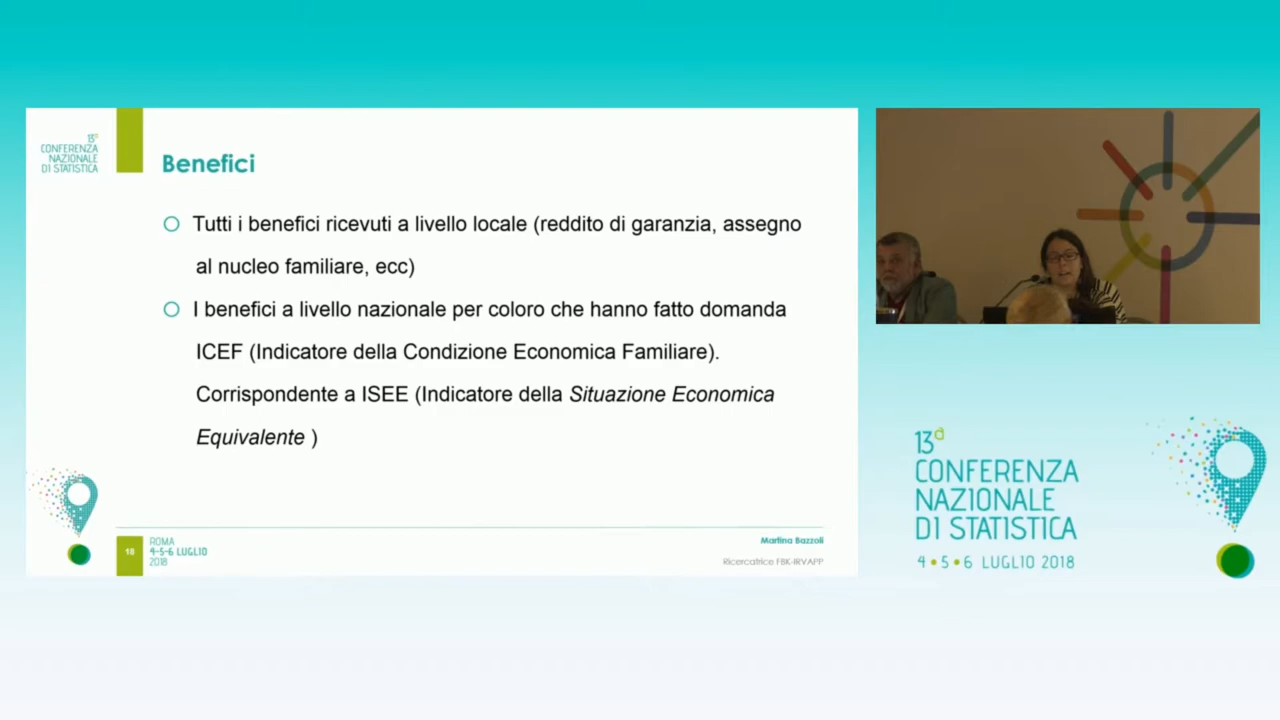 13ª
CONFERENZA
NAZIONALE
DI STATISTICA
Benefici
Tutti i benefici ricevuti a livello locale (reddito di garanzia, assegno
al nucleo familiare, ecc)
I benefici a livello nazionale per coloro che hanno fatto domanda
ICEF (Indicatore della Condizione Economica Familiare).
Corrispondente a ISEE (Indicatore della Situazione Economica
Equivalente )
18
ROMA
4-5-6 LUGLIO
2018
Martina Bazzoli
Ricercatrice FBK-IRVAPP
13ª
CONFERENZA
NAZIONALE
DI STATISTICA
4•5•6 LUGLIO 2018